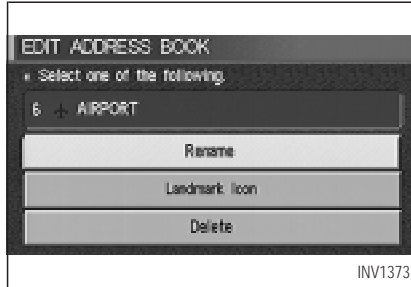 EDIT ADDRESS BOOK
Select one of the following.
6 AIRPORT
Rename
Landmark Icon
Delete
INV1373